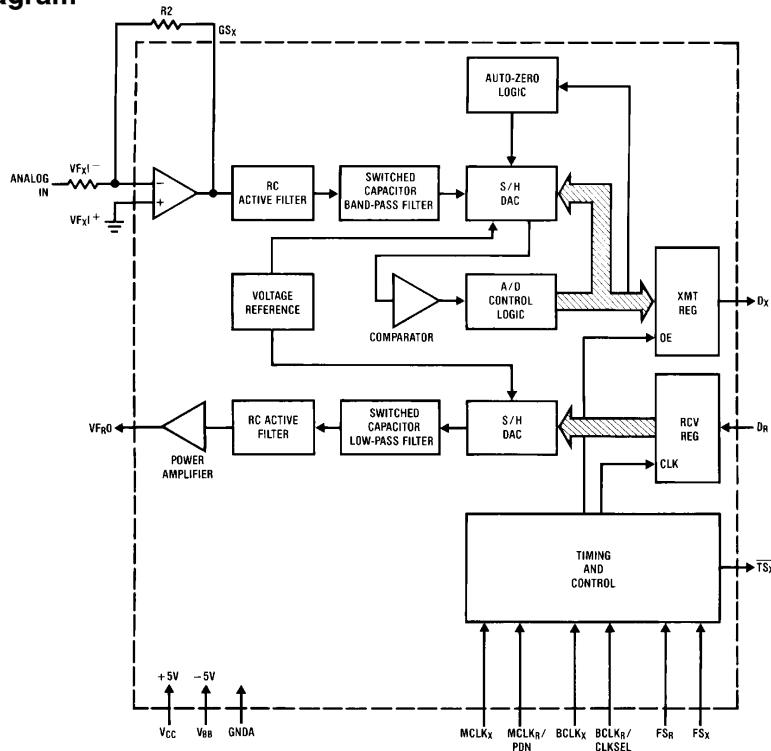 agram
R2
GSX
AUTO-ZERO
LOGIC
VFXI−
ANALOG
IN
VFXI+
−
+
RC
ACTIVE FILTER
SWITCHED
CAPACITOR
BAND-PASS FILTER
S/H
DAC
VOLTAGE
REFERENCE
COMPARATOR
A/D
CONTROL
LOGIC
XMT
REG
OE
DX
VFRO
POWER
AMPLIFIER
RC ACTIVE
FILTER
SWITCHED
CAPACITOR
LOW-PASS FILTER
S/H
DAC
RCV
REG
CLK
DR
TIMING
AND
CONTROL
TSX
+5V
−5V
VCC
VBB
GNDA
MCLKX
MCLKR/
PDN
BCLKX
BCLKR/
CLKSEL
FSR
FSX